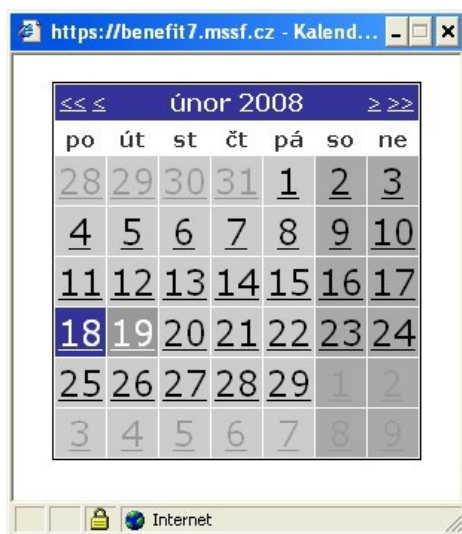 https://benefit7.mssf.cz - Kalend...
<< < únor 2008 > >>
po út st čt pá so ne
28 29 30 31 1 2 3
4 5 6 7 8 9 10
11 12 13 14 15 16 17
18 19 20 21 22 23 24
25 26 27 28 29 1 2
3 4 5 6 7 8 9
Internet